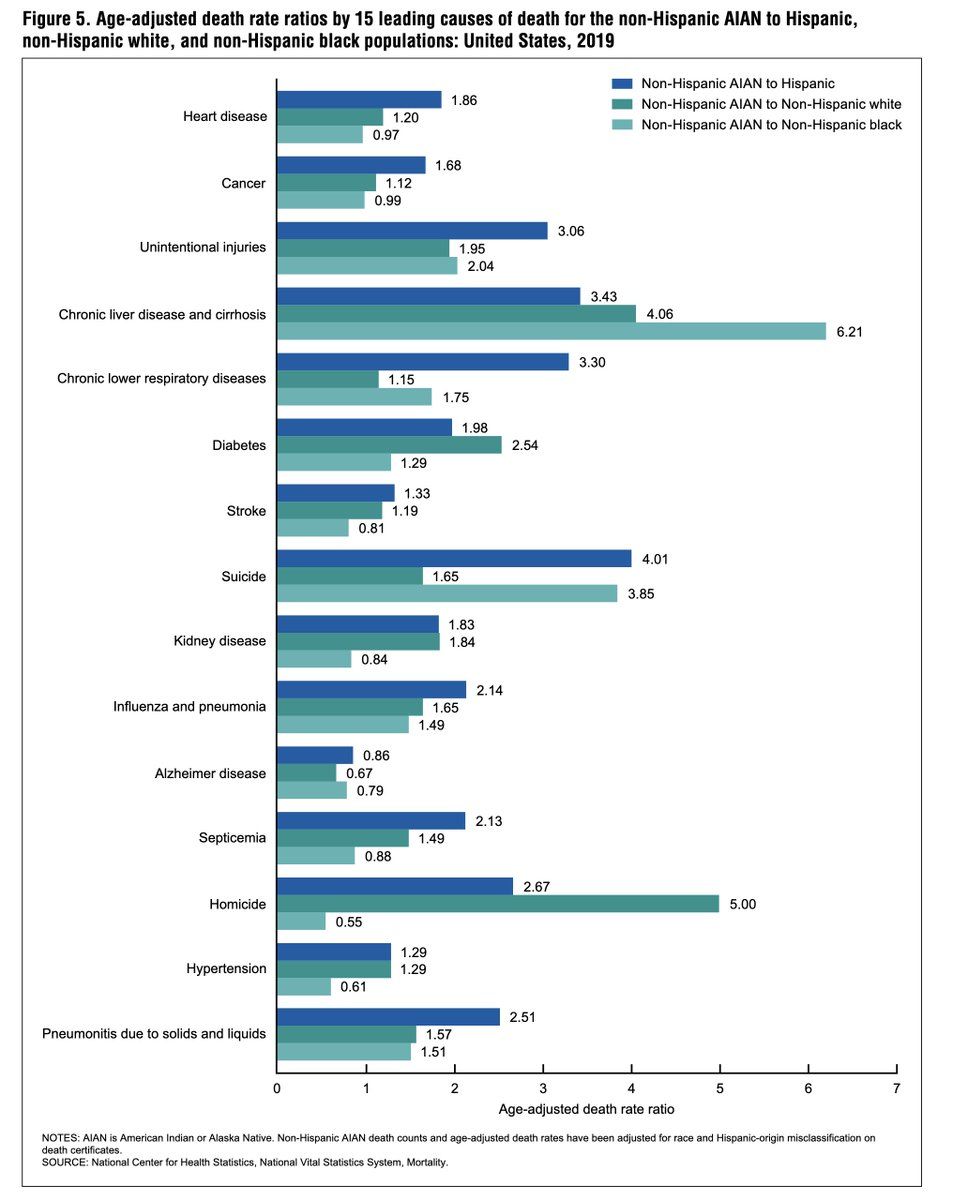 Figure 5. Age-adjusted death rate ratios by 15 leading causes of death for the non-Hispanic AIAN to Hispanic,
non-Hispanic white, and non-Hispanic black populations: United States, 2019
Non-Hispanic AIAN to Hispanic
Non-Hispanic AIAN to Non-Hispanic white
Non-Hispanic AIAN to Non-Hispanic black
Heart disease
1.86
1.20
0.97
Cancer
1.68
1.12
0.99
Unintentional injuries
3.06
1.95
2.04
Chronic liver disease and cirrhosis
3.43
4.06
6.21
Chronic lower respiratory diseases
3.30
1.15
1.75
Diabetes
1.98
2.54
1.29
Stroke
1.33
1.19
0.81
Suicide
4.01
1.65
3.85
Kidney disease
1.83
1.84
0.84
Influenza and pneumonia
2.14
1.65
1.49
Alzheimer disease
0.86
0.67
0.79
Septicemia
2.13
1.49
0.88
Homicide
2.67
5.00
0.55
Hypertension
1.29
1.29
0.61
Pneumonitis due to solids and liquids
2.51
1.57
1.51
0 1 2 3 4 5 6 7
Age-adjusted death rate ratio
NOTES: AIAN is American Indian or Alaska Native. Non-Hispanic AIAN death counts and age-adjusted death rates have been adjusted for race and Hispanic-origin misclassification on
death certificates.
SOURCE: National Center for Health Statistics, National Vital Statistics System, Mortality.